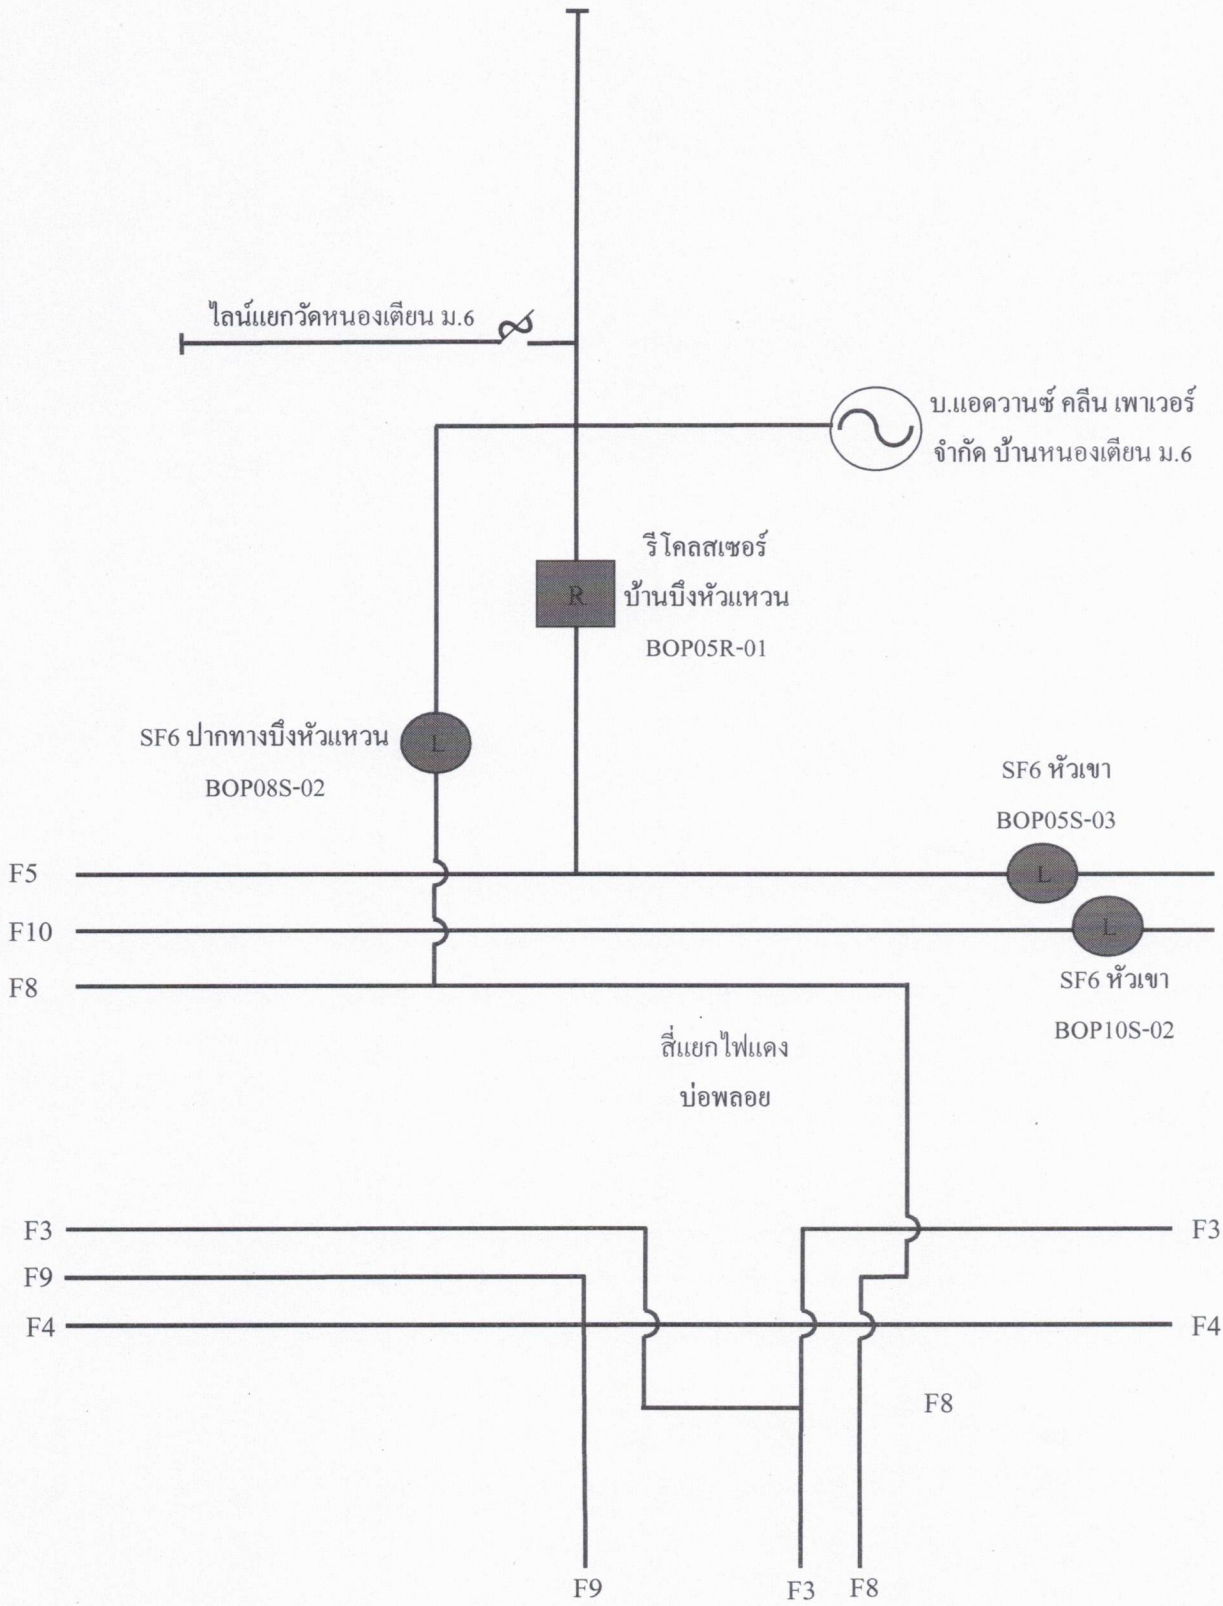 ไลน์แยกวัดหนองเตียน ม.6
บ.แอควานซ์ คลีน เพาเวอร์
จำกัด บ้านหนองเตียน ม.6
รีโคลสเซอร์
บ้านบึงหัวแหวน
BOP05R-01
R
SF6 ปากทางบึงหัวแหวน
BOP08S-02
L
SF6 หัวเขา
BOP05S-03
F5
L
F10
L
F8
SF6 หัวเขา
BOP10S-02
สี่แยกไฟแดง
บ่อพลอย
F3
F3
F9
F4
F4
F8
F9
F3
F8